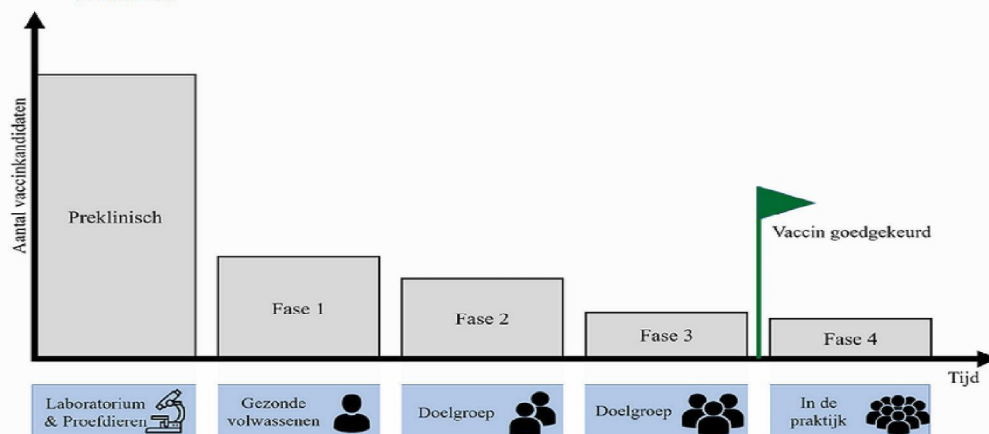 Aantal vaccinkandidaten
Preklinisch
Fase 1
Fase 2
Fase 3
Fase 4
Vaccin goedgekeurd
Tijd
Laboratorium
& Proefdieren
Gezonde
volwassenen
Doelgroep
Doelgroep
In de
praktijk